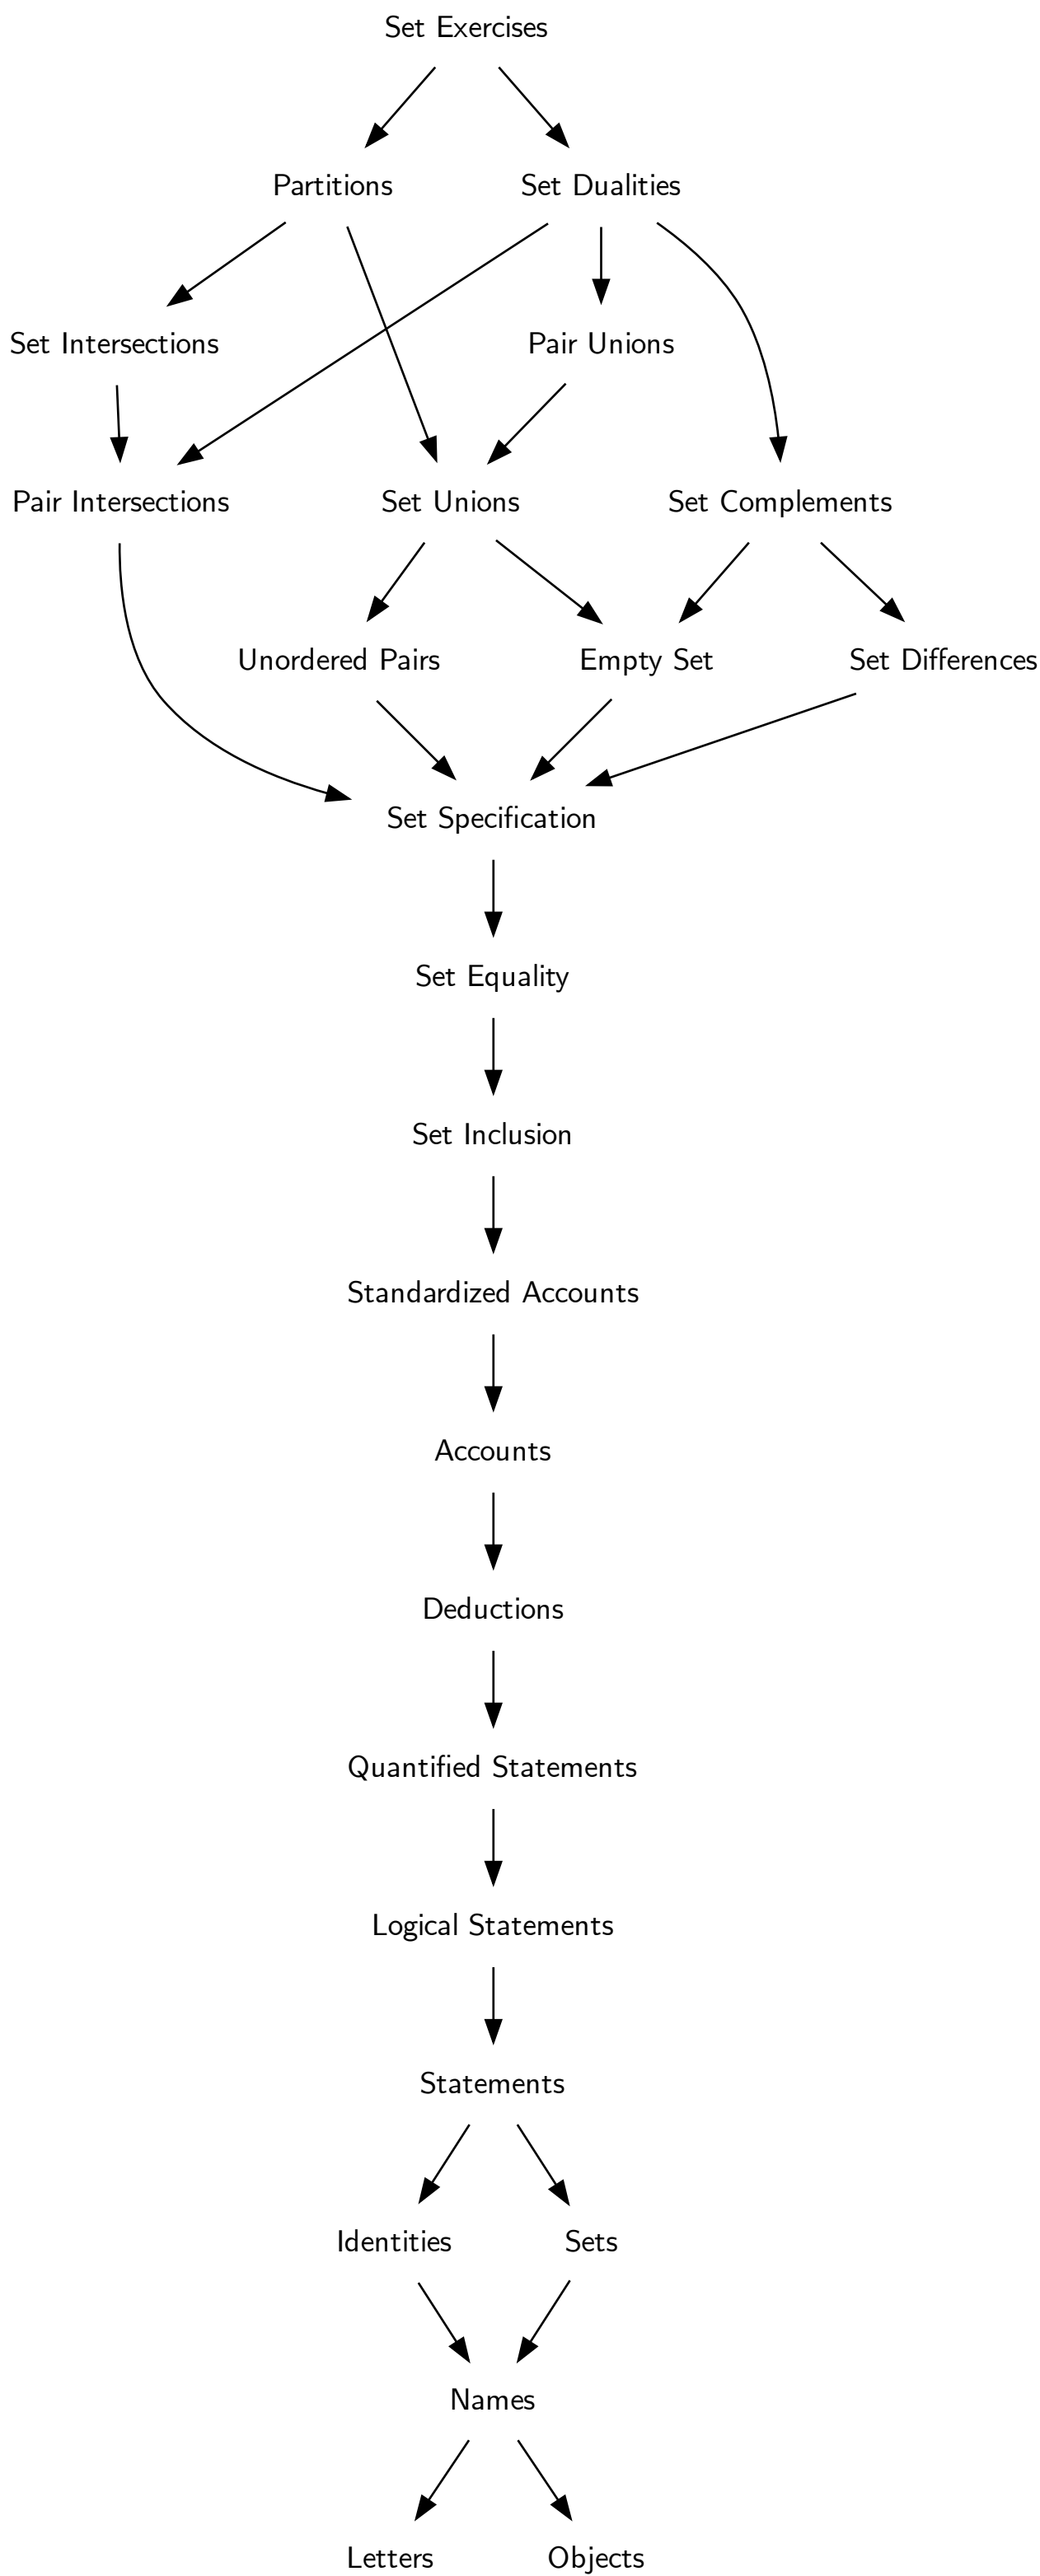 Set Exercises
Partitions
Set Dualities
Set Intersections
Pair Unions
Pair Intersections
Set Unions
Set Complements
Unordered Pairs
Empty Set
Set Differences
Set Specification
Set Equality
Set Inclusion
Standardized Accounts
Accounts
Deductions
Quantified Statements
Logical Statements
Statements
Identities
Sets
Names
Letters
Objects